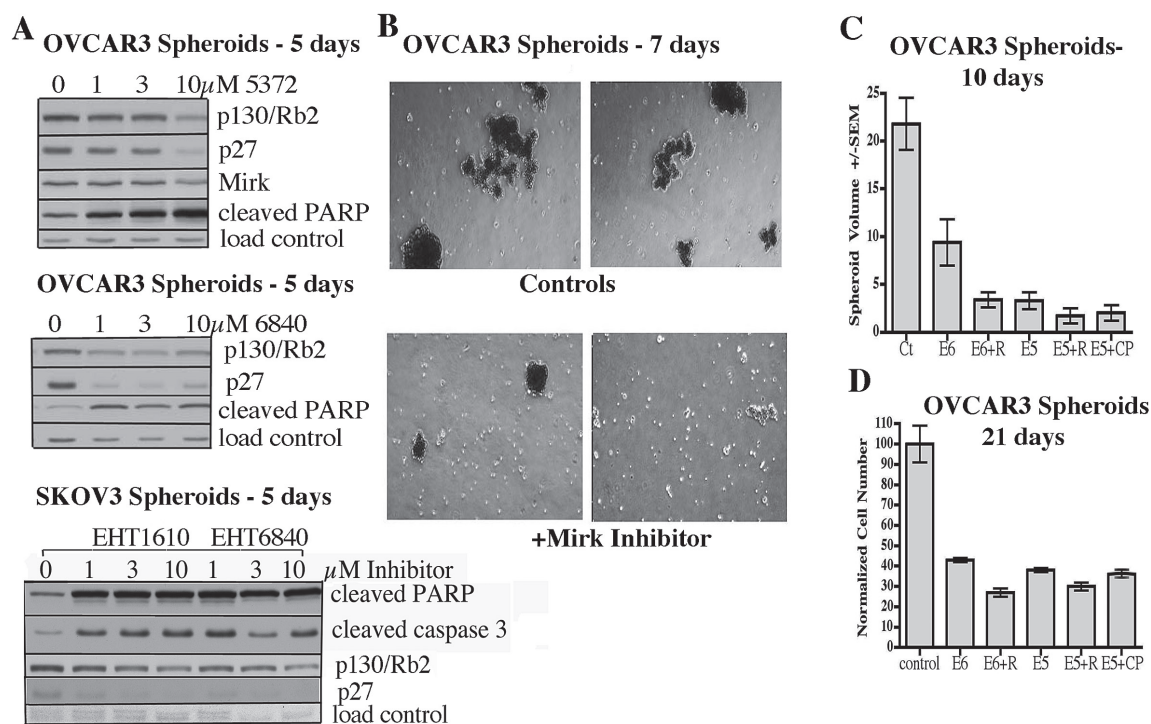 A
OVCAR3 Spheroids - 5 days
0 1 3 10µM 5372
p130/Rb2
p27
Mirk
cleaved PARP
load control
OVCAR3 Spheroids - 5 days
0 1 3 10µM 6840
p130/Rb2
p27
cleaved PARP
load control
SKOV3 Spheroids - 5 days
EHT1610 EHT6840
0 1 3 10 1 3 10 µM Inhibitor
cleaved PARP
cleaved caspase 3
p130/Rb2
p27
load control
B
OVCAR3 Spheroids - 7 days
Controls
+Mirk Inhibitor
C
OVCAR3 Spheroids-
10 days
Spheroid Volume +/-SEM
25
20
15
10
5
0
Ct E6 E6+R E5 E5+R E5+CP
D
OVCAR3 Spheroids
21 days
Normalized Cell Number
110
100
90
80
70
60
50
40
30
20
10
0
control E6 E6+R E5 E5+R E5+CP